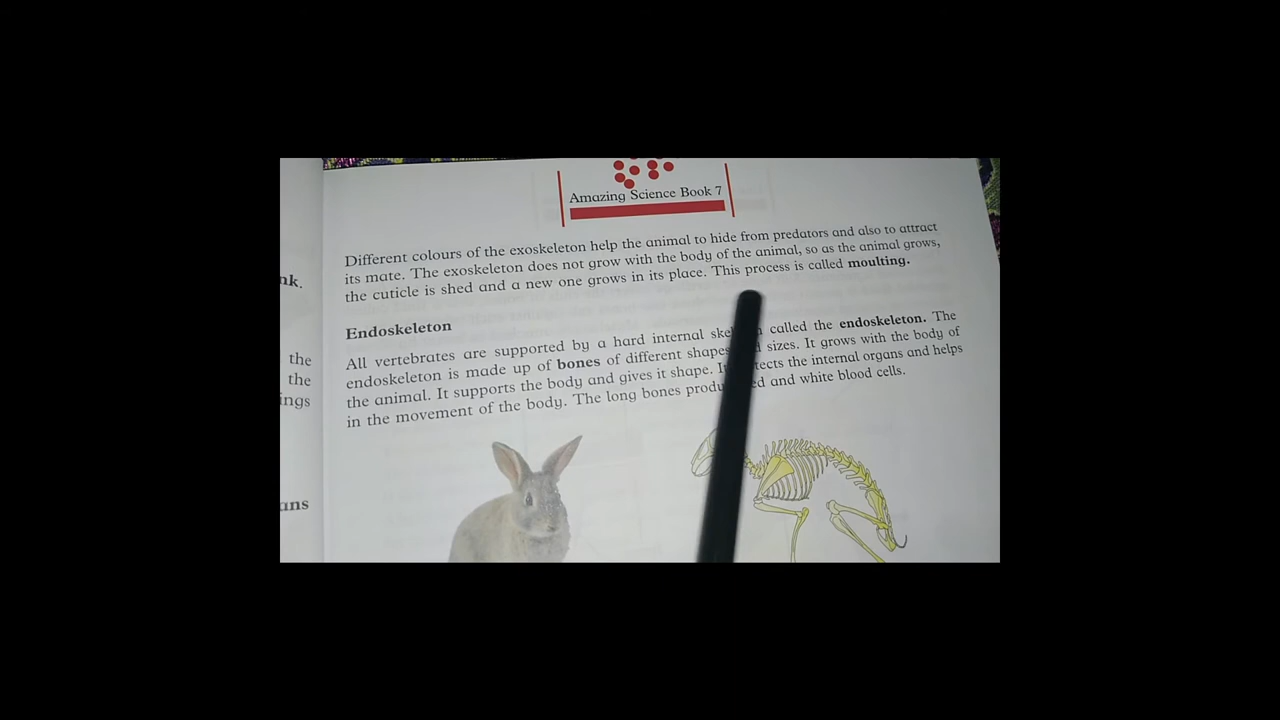 Amazing Science Book 7
Different colours of the exoskeleton help the animal to hide from predators and also to attract
its mate. The exoskeleton does not grow with the body of the animal, so as the animal grows,
the cuticle is shed and a new one grows in its place. This process is called moulting.
nk.
Endoskeleton
All vertebrates are supported by a hard internal called the endoskeleton. The
endoskeleton is made up of bones of different shapes sizes. It grows with the body of
the animal. It supports the body and gives it shape. the internal organs and helps
in the movement of the body. The long bones and white blood cells.
the
the
ings
ans